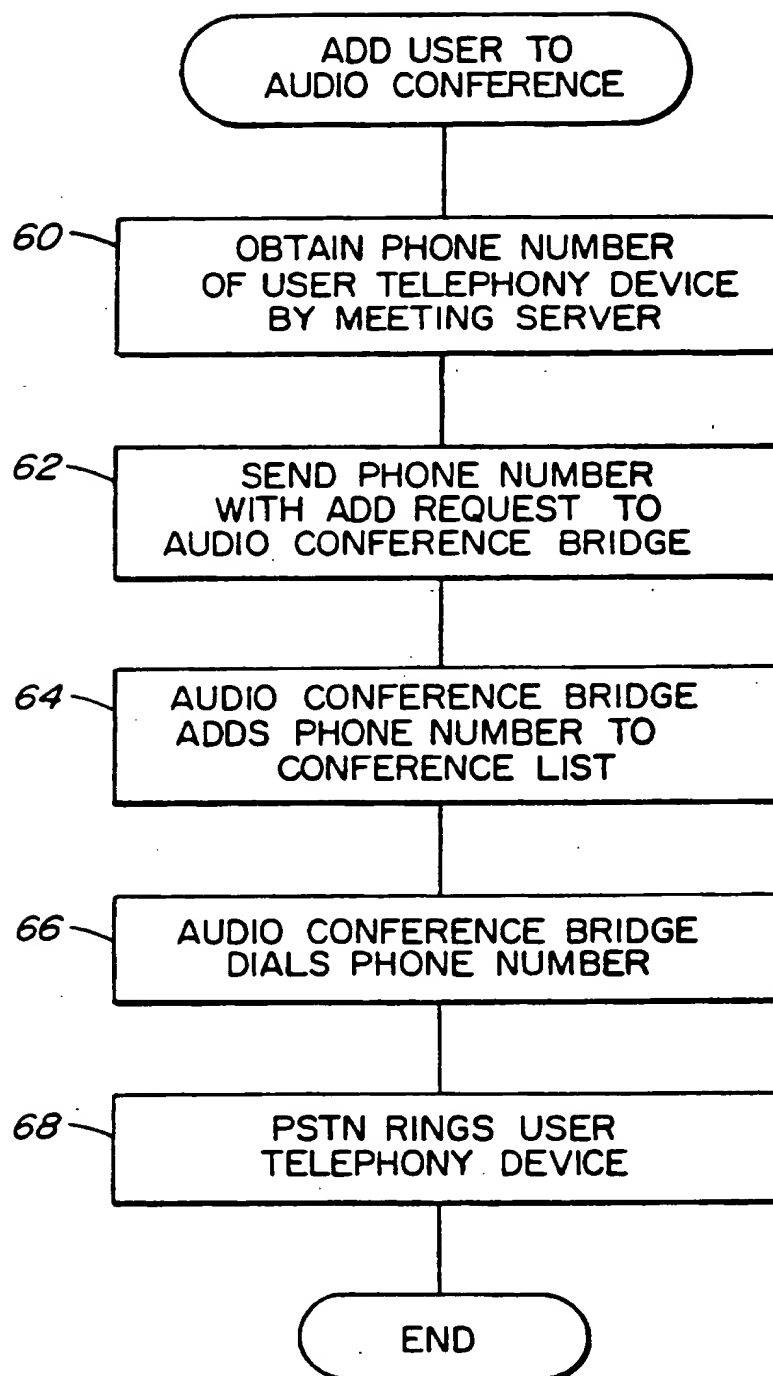 ADD USER TO
AUDIO CONFERENCE
60
OBTAIN PHONE NUMBER
OF USER TELEPHONY DEVICE
BY MEETING SERVER
62
SEND PHONE NUMBER
WITH ADD REQUEST TO
AUDIO CONFERENCE BRIDGE
64
AUDIO CONFERENCE BRIDGE
ADDS PHONE NUMBER TO
CONFERENCE LIST
66
AUDIO CONFERENCE BRIDGE
DIALS PHONE NUMBER
68
PSTN RINGS USER
TELEPHONY DEVICE
END